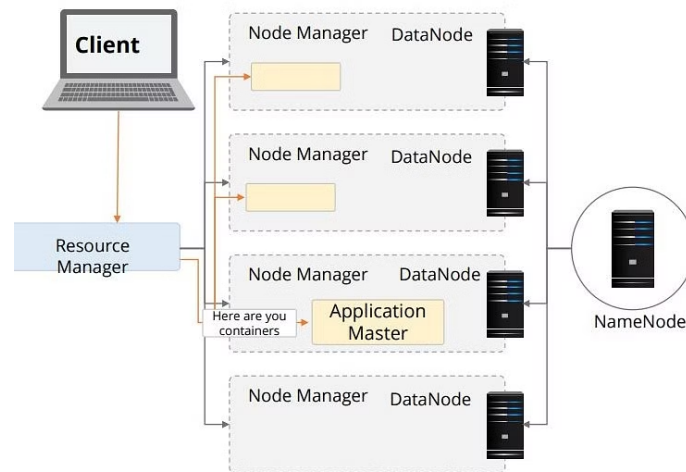 Client
Node Manager DataNode
Node Manager DataNode
Resource
Manager
Node Manager DataNode
Here are you
containers
Application
Master
NameNode
Node Manager DataNode